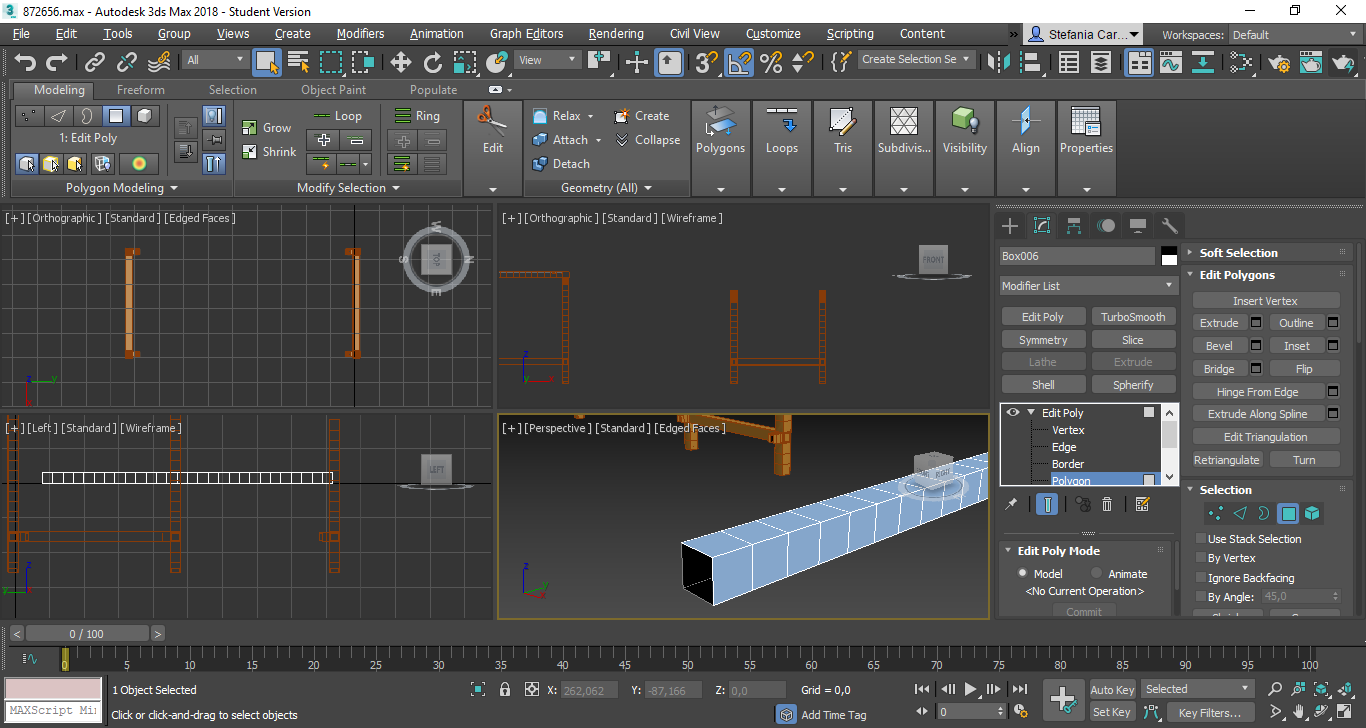 872656.max - Autodesk 3ds Max 2018 - Student Version
File Edit Tools Group Views Create Modifiers Animation Graph Editors Rendering Civil View Customize Scripting Content » Stefania Car... Workspaces: Default
All View Create Selection Se
Modeling Freeform Selection Object Paint Populate
1: Edit Poly
Polygon Modeling
Grow
Shrink
Loop
Ring
Modify Selection
Edit
Relax Create
Attach Collapse
Detach
Geometry (All)
Polygons Loops Tris Subdivis... Visibility Align Properties
[+] [Orthographic] [Standard] [Edged Faces]
W
S TOP N
E
z
y
[+] [Orthographic] [Standard] [Wireframe]
FRONT
z
y x
[+] [Left] [Standard] [Wireframe]
LEFT
z
y
[+] [Perspective] [Standard] [Edged Faces]
z
y
x
Box006
Modifier List
Edit Poly TurboSmooth
Symmetry Slice
Lathe Extrude
Shell Spherify
Edit Poly
Vertex
Edge
Border
Polygon
Edit Poly Mode
Model Animate
<No Current Operation>
Commit
Soft Selection
Edit Polygons
Insert Vertex
Extrude Outline
Bevel Inset
Bridge Flip
Hinge From Edge
Extrude Along Spline
Edit Triangulation
Retriangulate Turn
Selection
Use Stack Selection
By Vertex
Ignore Backfacing
By Angle: 45,0
< 0 / 100 >
0 5 10 15 20 25 30 35 40 45 50 55 60 65 70 75 80 85 90 95 100
1 Object Selected X: 262,062 Y: -87,166 Z: 0,0 Grid = 0,0
MAXScript Mi
Click or click-and-drag to select objects Add Time Tag
0
Auto Key Selected
Set Key Key Filters...